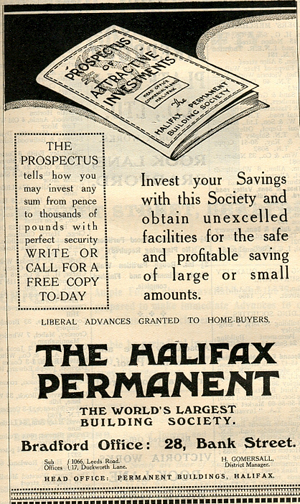 PROSPECTUS
OF
ATTRACTIVE
INVESTMENTS
HEAD OFFICE
HALIFAX
The
HALIFAX PERMANENT
BUILDING SOCIETY
THE
PROSPECTUS
tells how you
may invest any
sum from pence
to thousands of
pounds with
perfect security
WRITE OR
CALL FOR A
FREE COPY
TO-DAY
Invest your Savings
with this Society and
obtain unexcelled
facilities for the safe
and profitable saving
of large or small
amounts.
LIBERAL ADVANCES GRANTED TO HOME-BUYERS.
THE HALIFAX
PERMANENT
THE WORLD'S LARGEST
BUILDING SOCIETY.
Bradford Office: 28, Bank Street.
Sub Offices { 1066, Leeds Road.
17, Duckworth Lane.
H. GOMERSALL,
District Manager.
HEAD OFFICE: PERMANENT BUILDINGS, HALIFAX.